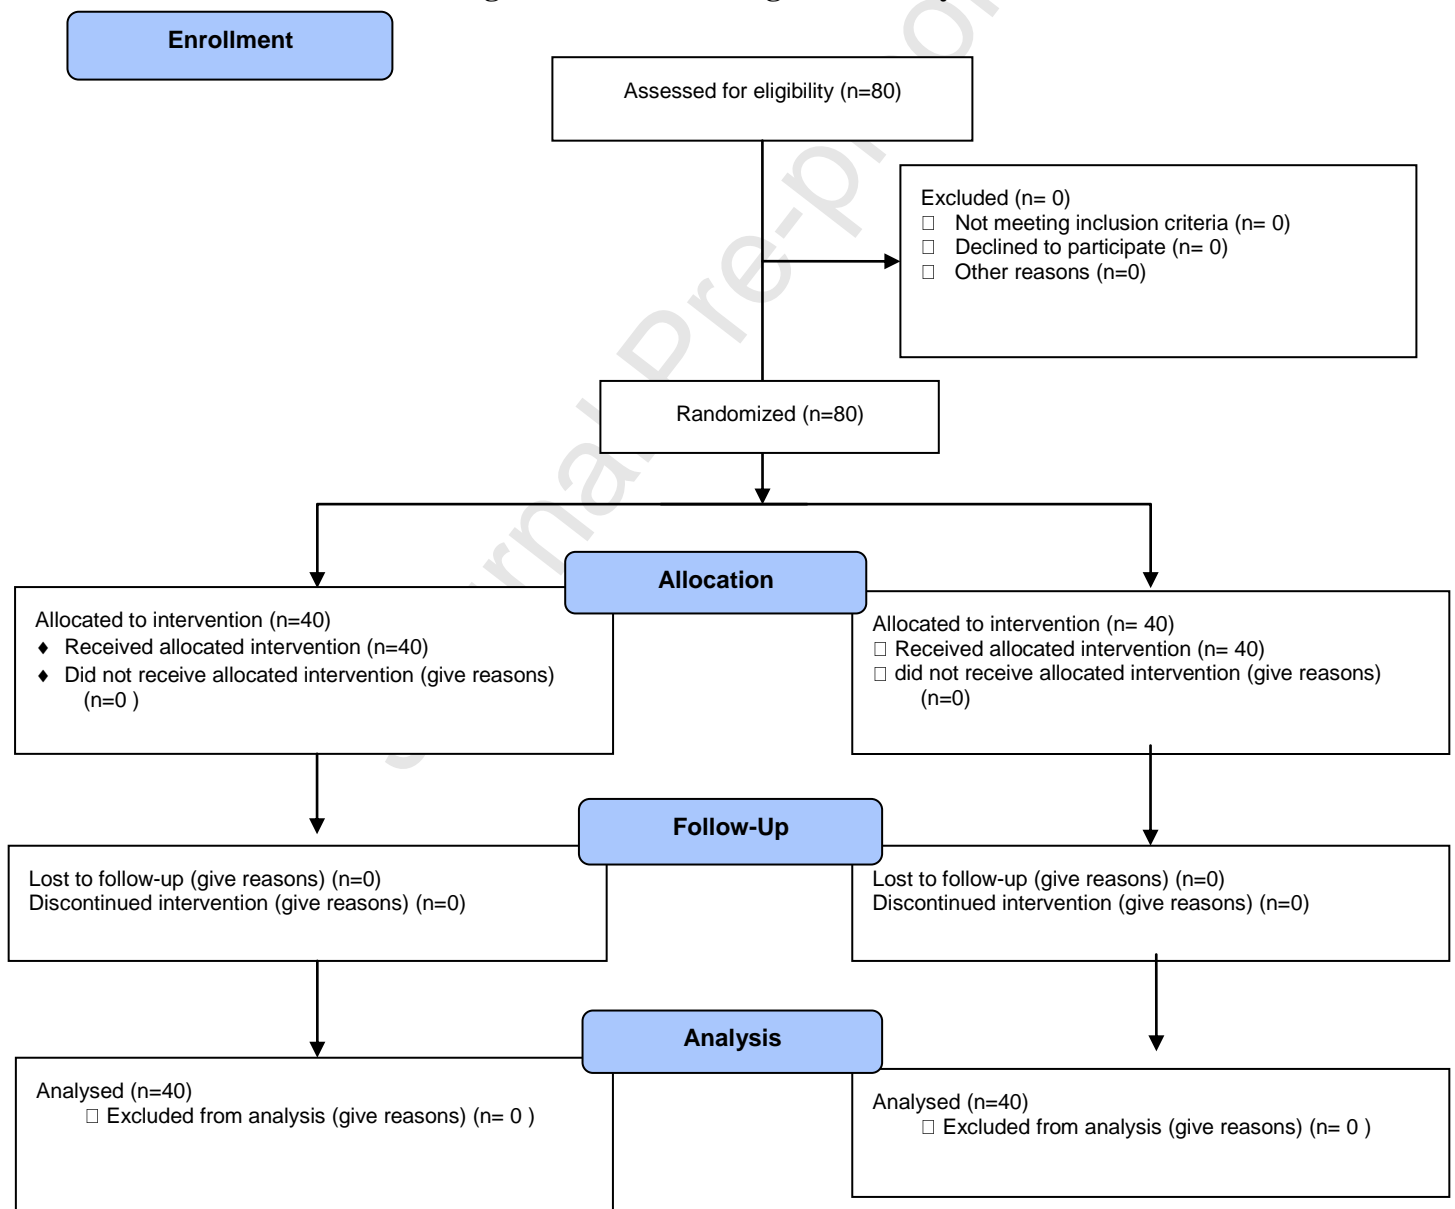 Enrollment
Assessed for eligibility (n=80)
Excluded (n= 0)
□ Not meeting inclusion criteria (n= 0)
□ Declined to participate (n= 0)
□ Other reasons (n=0)
Randomized (n=80)
Allocation
Allocated to intervention (n=40)
♦ Received allocated intervention (n=40)
♦ Did not receive allocated intervention (give reasons)
(n=0 )
Allocated to intervention (n= 40)
□ Received allocated intervention (n= 40)
□ did not receive allocated intervention (give reasons)
(n=0)
Follow-Up
Lost to follow-up (give reasons) (n=0)
Discontinued intervention (give reasons) (n=0)
Lost to follow-up (give reasons) (n=0)
Discontinued intervention (give reasons) (n=0)
Analysis
Analysed (n=40)
□ Excluded from analysis (give reasons) (n= 0 )
Analysed (n=40)
□ Excluded from analysis (give reasons) (n= 0 )